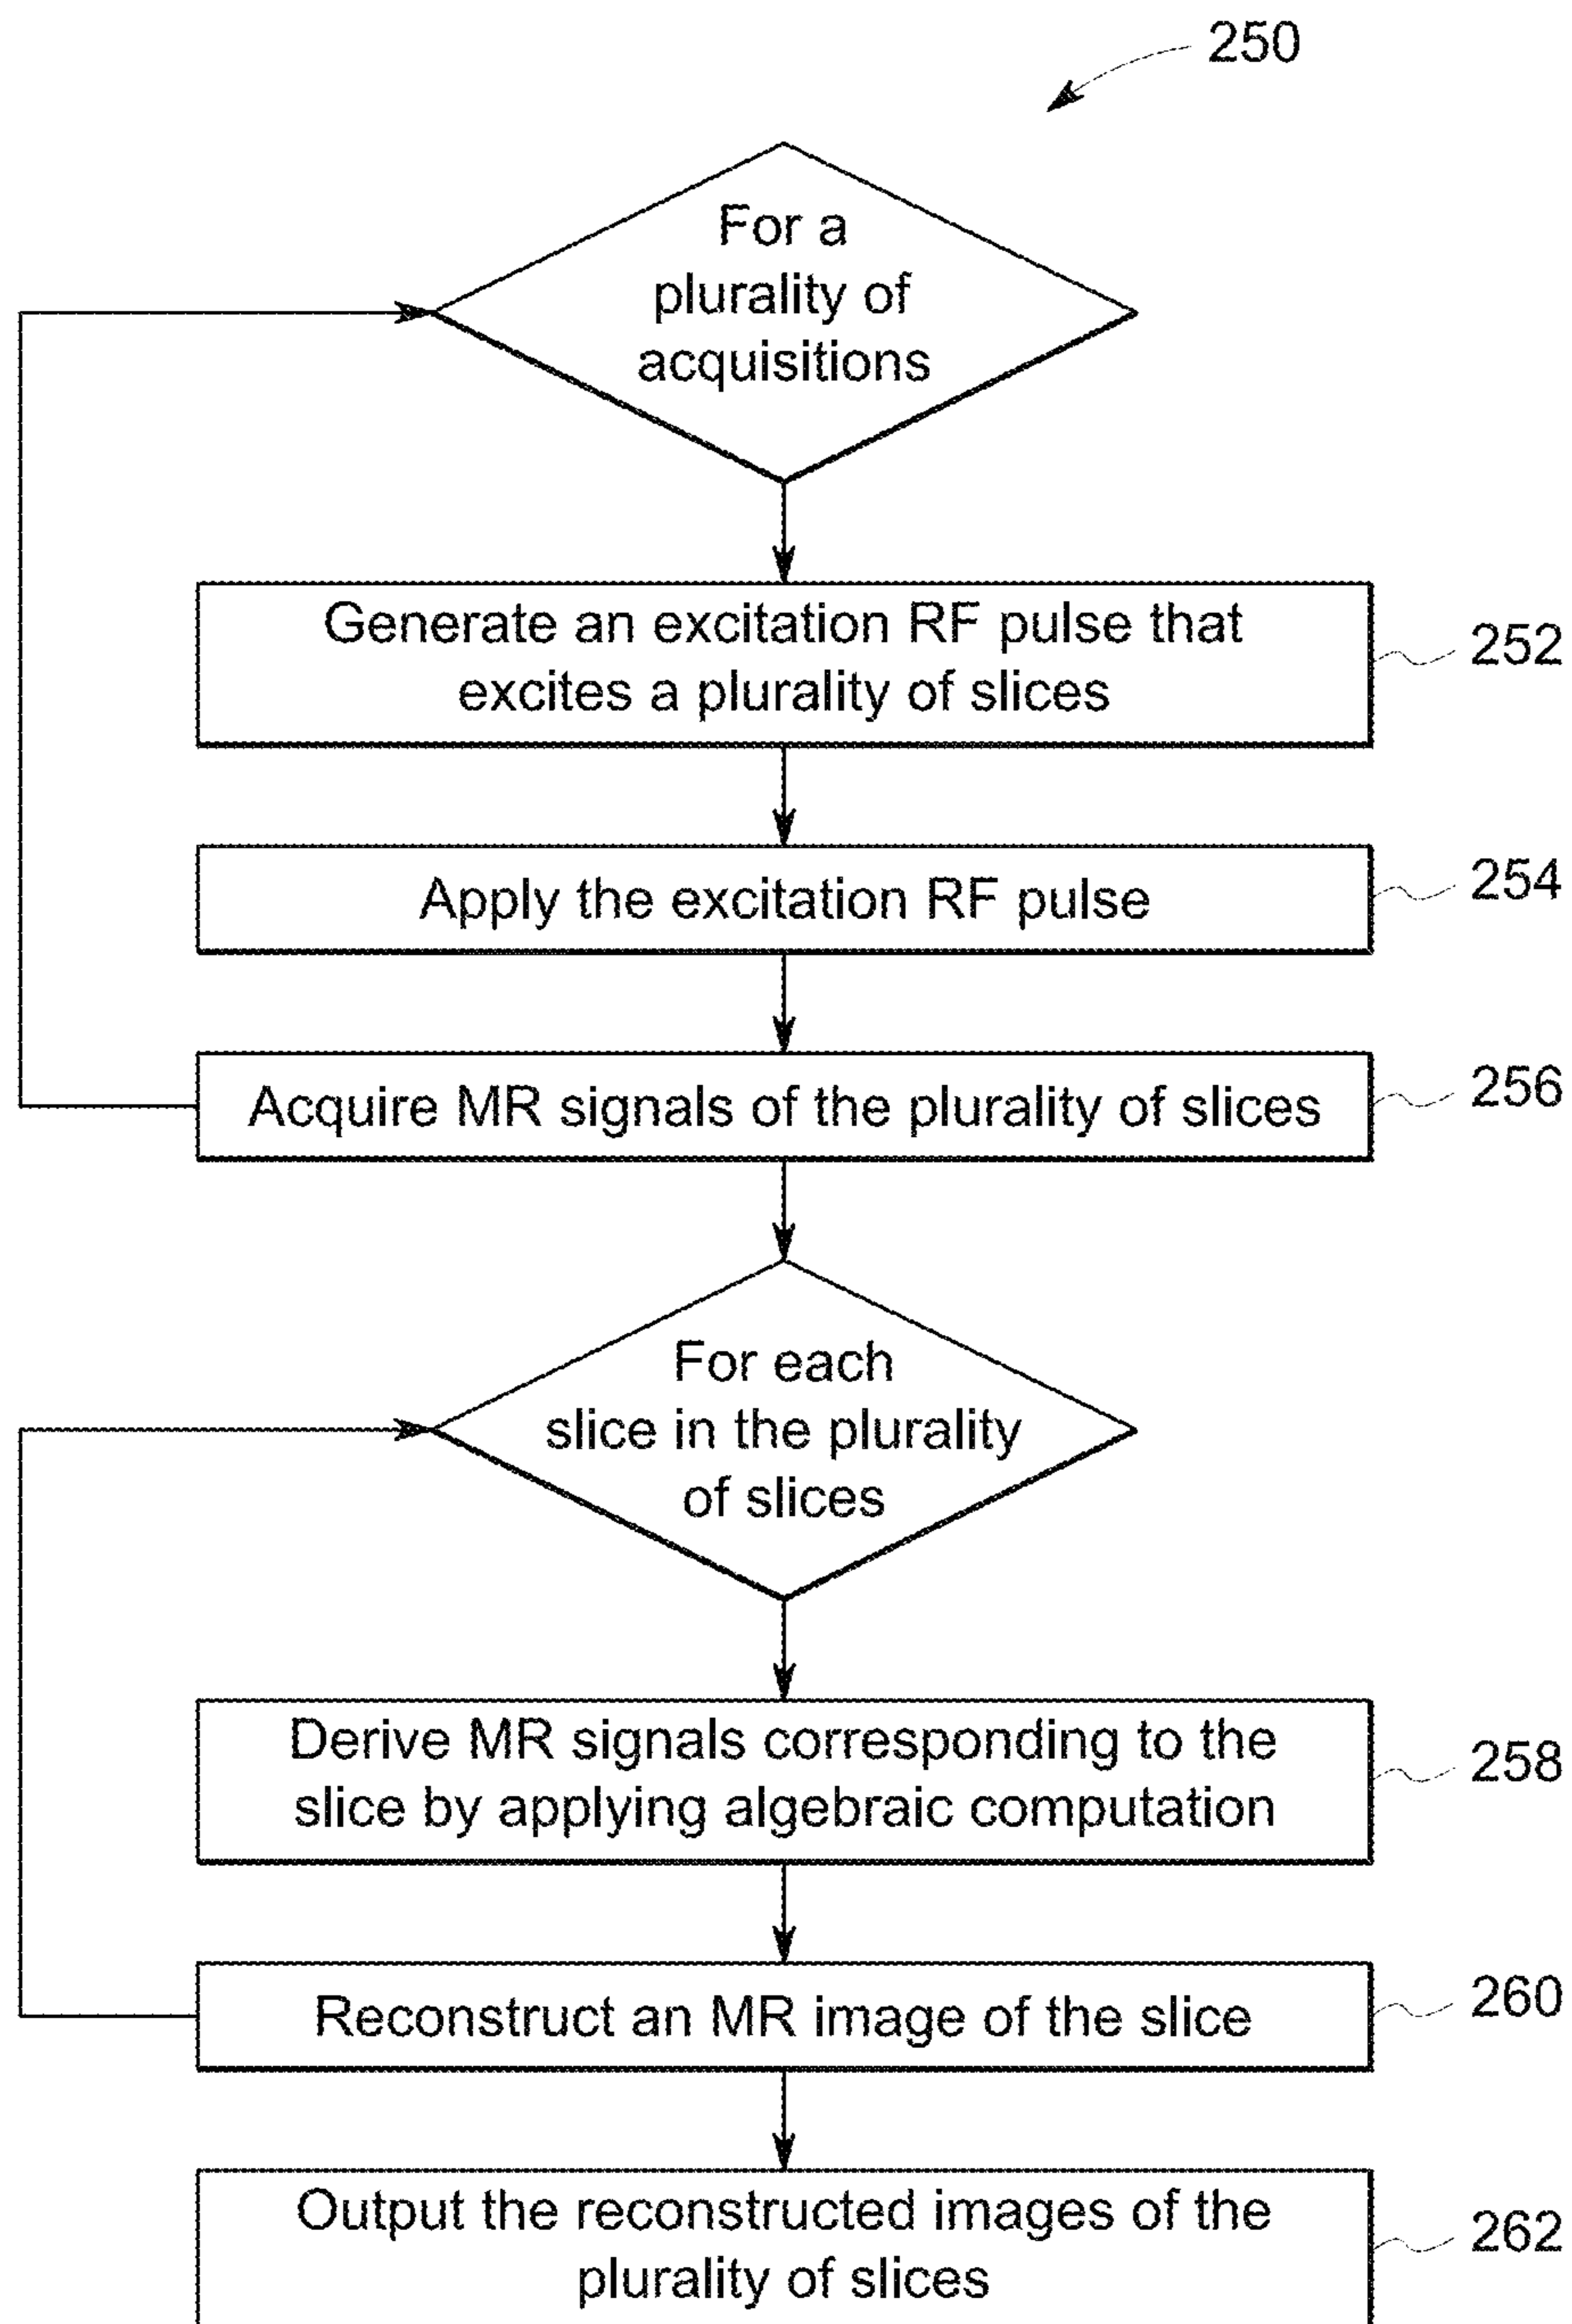 250
For a
plurality of
acquisitions
Generate an excitation RF pulse that
excites a plurality of slices
252
Apply the excitation RF pulse
254
Acquire MR signals of the plurality of slices
256
For each
slice in the plurality
of slices
Derive MR signals corresponding to the
slice by applying algebraic computation
258
Reconstruct an MR image of the slice
260
Output the reconstructed images of the
plurality of slices
262